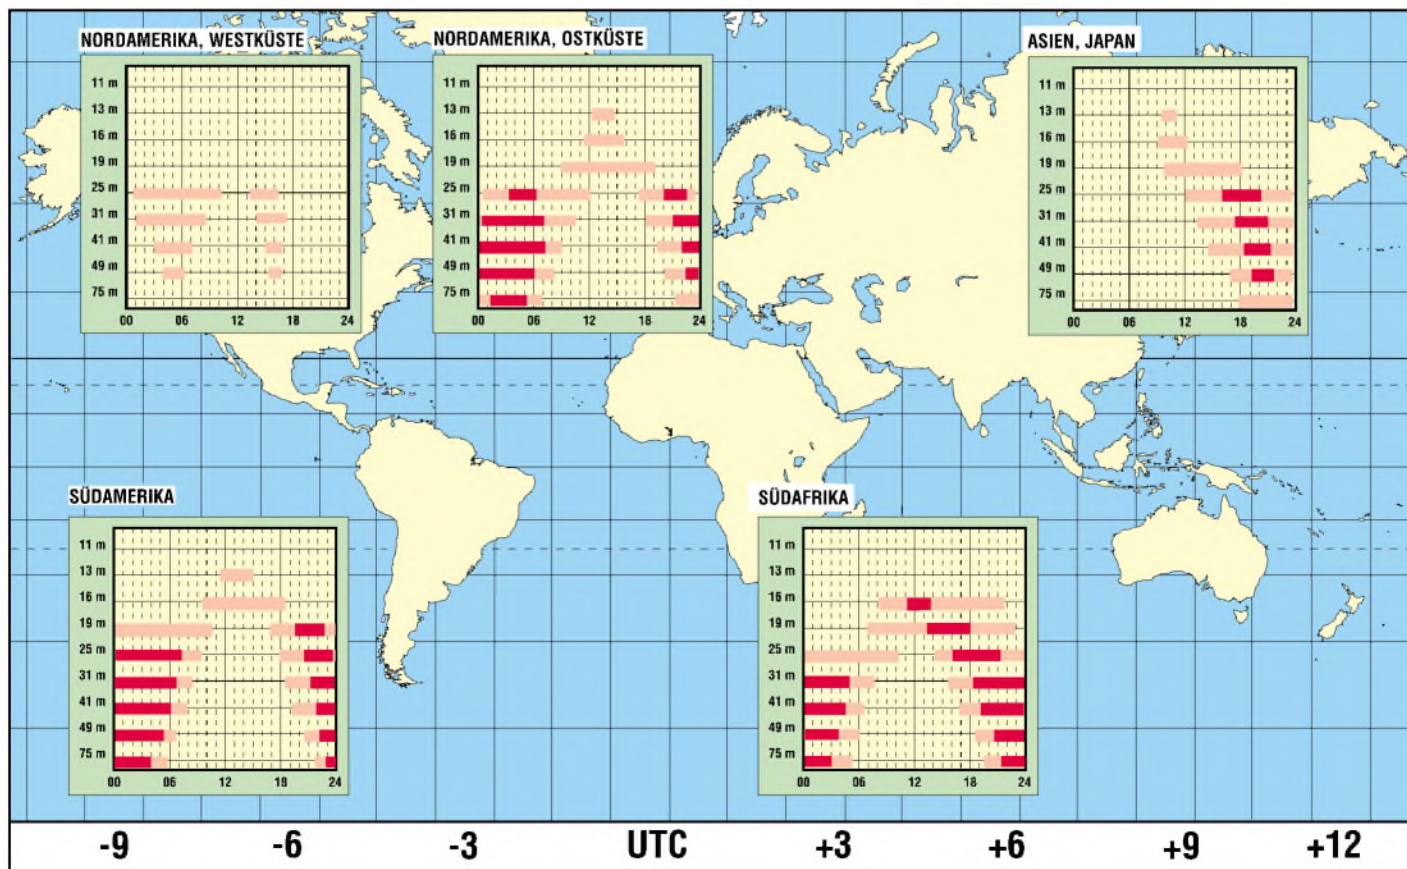 NORDAMERIKA, WESTKÜSTE
11 m
13 m
16 m
19 m
25 m
31 m
41 m
49 m
75 m
00 06 12 18 24
NORDAMERIKA, OSTKÜSTE
11 m
13 m
16 m
19 m
25 m
31 m
41 m
49 m
75 m
00 06 12 18 24
ASIEN, JAPAN
11 m
13 m
16 m
19 m
25 m
31 m
41 m
49 m
75 m
00 06 12 18 24
SÜDAMERIKA
11 m
13 m
16 m
19 m
25 m
31 m
41 m
49 m
75 m
00 06 12 18 24
SÜDAFRIKA
11 m
13 m
16 m
19 m
25 m
31 m
41 m
49 m
75 m
00 06 12 18 24
-9 -6 -3 UTC +3 +6 +9 +12